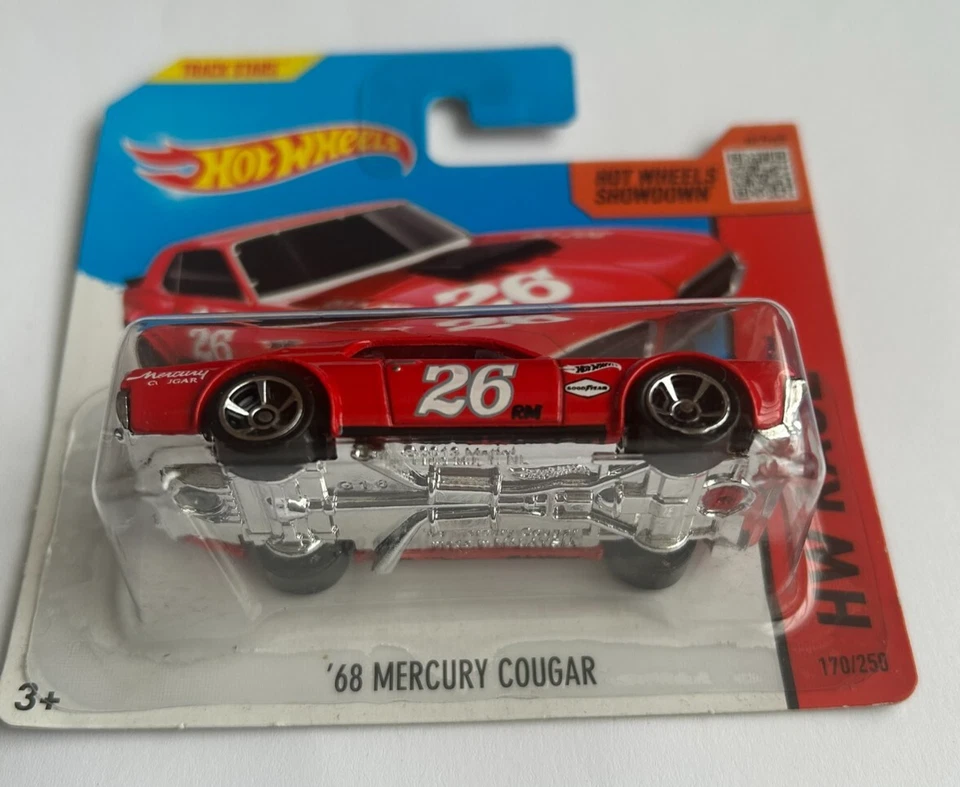 TRACK STARS
Hot Wheels
HOT WHEELS
SHOWDOWN
26
26
Mercury
COUGAR
26
RM
Hot Wheels
GOODYEAR
'68 MERCURY COUGAR
3+
HW RACE
170/250